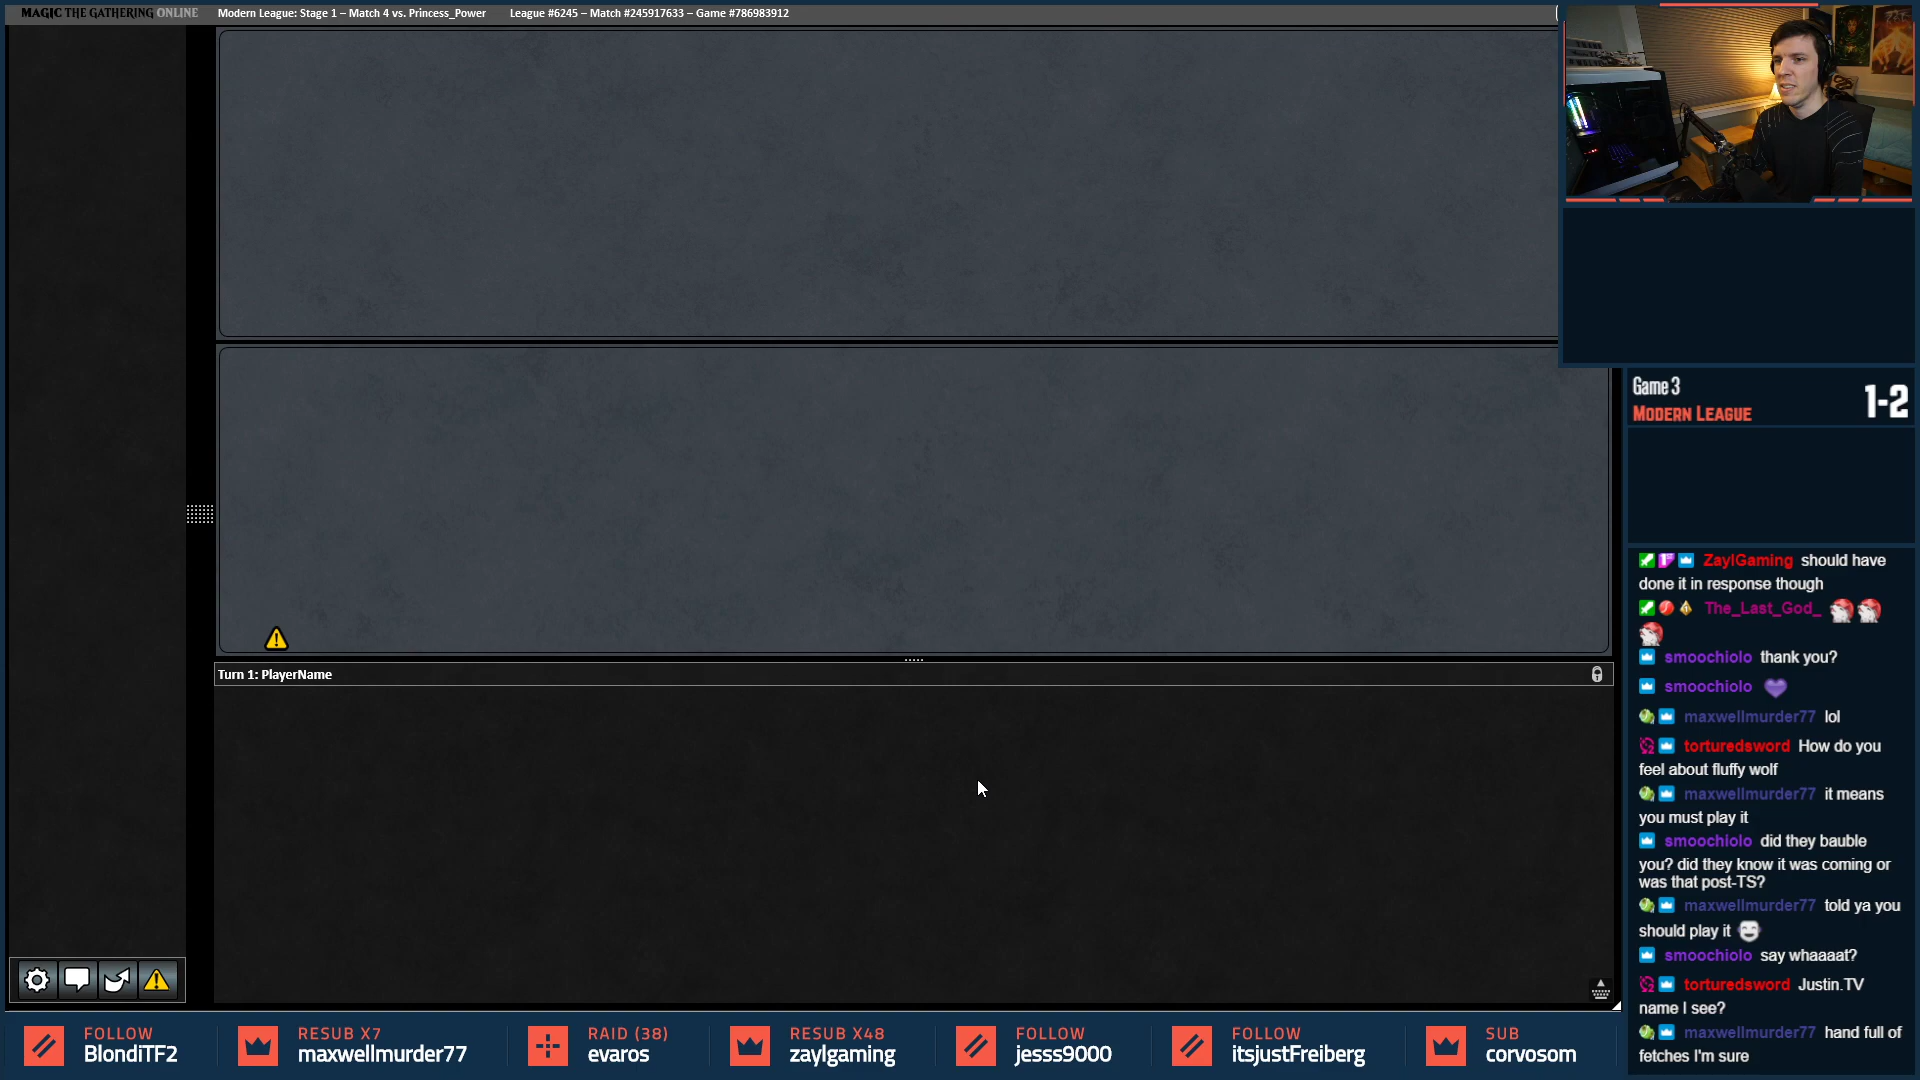 MAGIC THE GATHERING ONLINE
Modern League: Stage 1 – Match 4 vs. Princess_Power
League #6245 – Match #245917633 – Game #786983912
Game 3
MODERN LEAGUE
1-2
ZaylGaming should have
done it in response though
The_Last_God_
smoochiolo thank you?
smoochiolo
maxwellmurder77 lol
torturedsword How do you
feel about fluffy wolf
maxwellmurder77 it means
you must play it
smoochiolo did they bauble
you? did they know it was coming or
was that post-TS?
maxwellmurder77 told ya you
should play it
smoochiolo say whaaaat?
torturedsword Justin.TV
name I see?
maxwellmurder77 hand full of
fetches I'm sure
Turn 1: PlayerName
FOLLOW
BlondiTF2
RESUB X7
maxwellmurder77
RAID (38)
evaros
RESUB X48
zaylgaming
FOLLOW
jesss9000
FOLLOW
itsjustFreiberg
SUB
corvosom